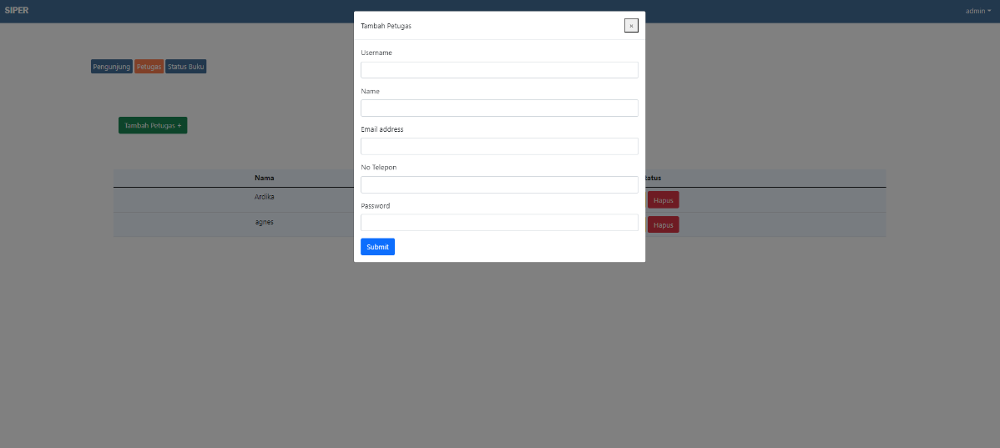 SIPER
admin
Tambah Petugas
×
Username
Name
Email address
No Telepon
Password
Submit
Pengunjung Petugas Status Buku
Tambah Petugas +
Nama tatus
Ardika Hapus
agnes Hapus